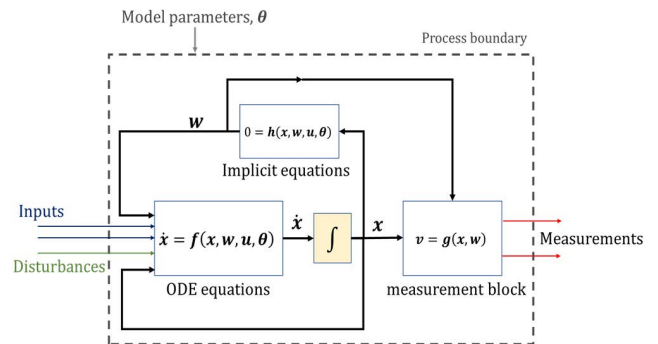 Model parameters, θ
Process boundary
w
0 = h(x, w, u, θ)
Implicit equations
Inputs
Disturbances
ẋ = f(x, w, u, θ)
ODE equations
ẋ
∫
x
v = g(x, w)
measurement block
Measurements